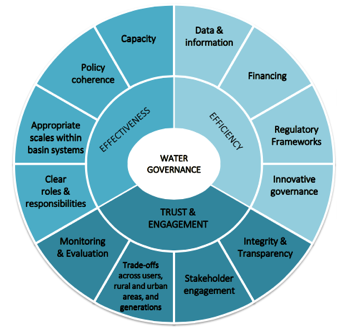 Capacity
Data &
information
Policy
coherence
Financing
Appropriate
scales within
basin systems
EFFECTIVENESS
EFFICIENCY
Regulatory
Frameworks
WATER
GOVERNANCE
Clear
roles &
responsibilities
Innovative
governance
TRUST &
ENGAGEMENT
Monitoring
& Evaluation
Integrity &
Transparency
Trade-offs
across users,
rural and urban
areas, and
generations
Stakeholder
engagement